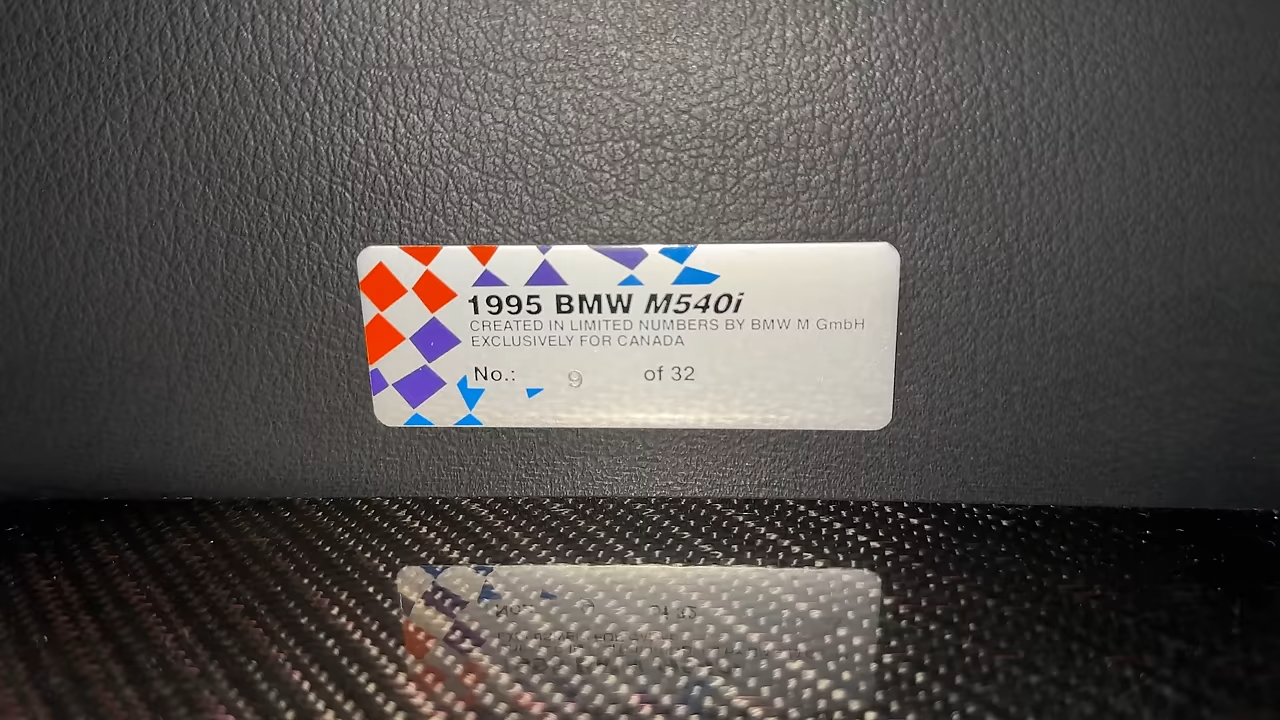 1995 BMW M540i
CREATED IN LIMITED NUMBERS BY BMW M GmbH
EXCLUSIVELY FOR CANADA
No.: 9 of 32